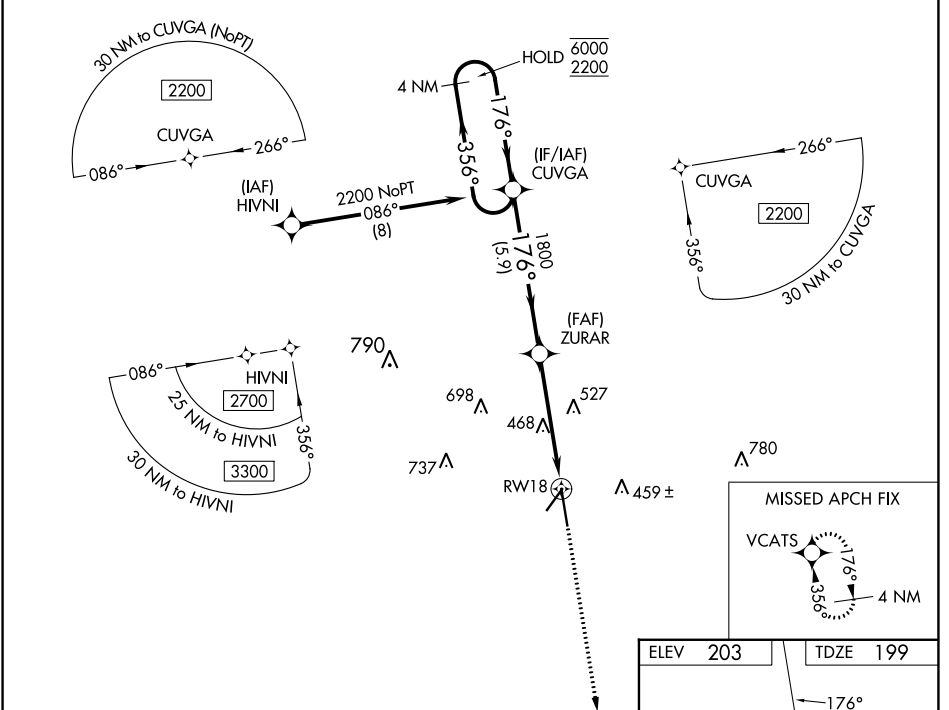 30 NM to CUVGA (NoPT)
2200
CUVGA
086°
266°
HOLD 6000
2200
4 NM
176°
356°
(IF/IAF)
CUVGA
(IAF)
HIVNI
2200 NoPT
086°
(8)
CUVGA
266°
2200
356°
30 NM to CUVGA
1800
176°
(5.9)
(FAF)
ZURAR
086°
HIVNI
2700
25 NM to HIVNI
356°
3300
30 NM to HIVNI
790
698
527
468
737
780
RW18
459 ±
MISSED APCH FIX
VCATS
176°
356°
4 NM
ELEV 203
TDZE 199
176°